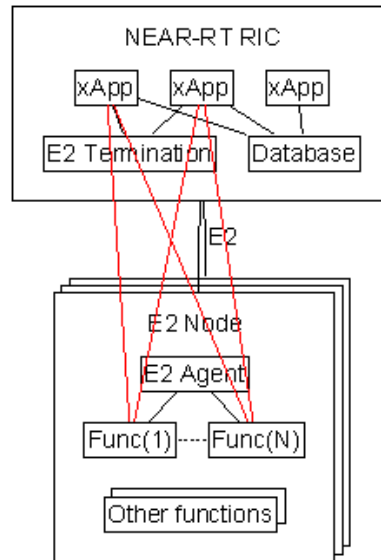 NEAR-RT RIC
xApp xApp xApp
E2 Termination Database
E2
E2 Node
E2 Agent
Func(1) Func(N)
Other functions